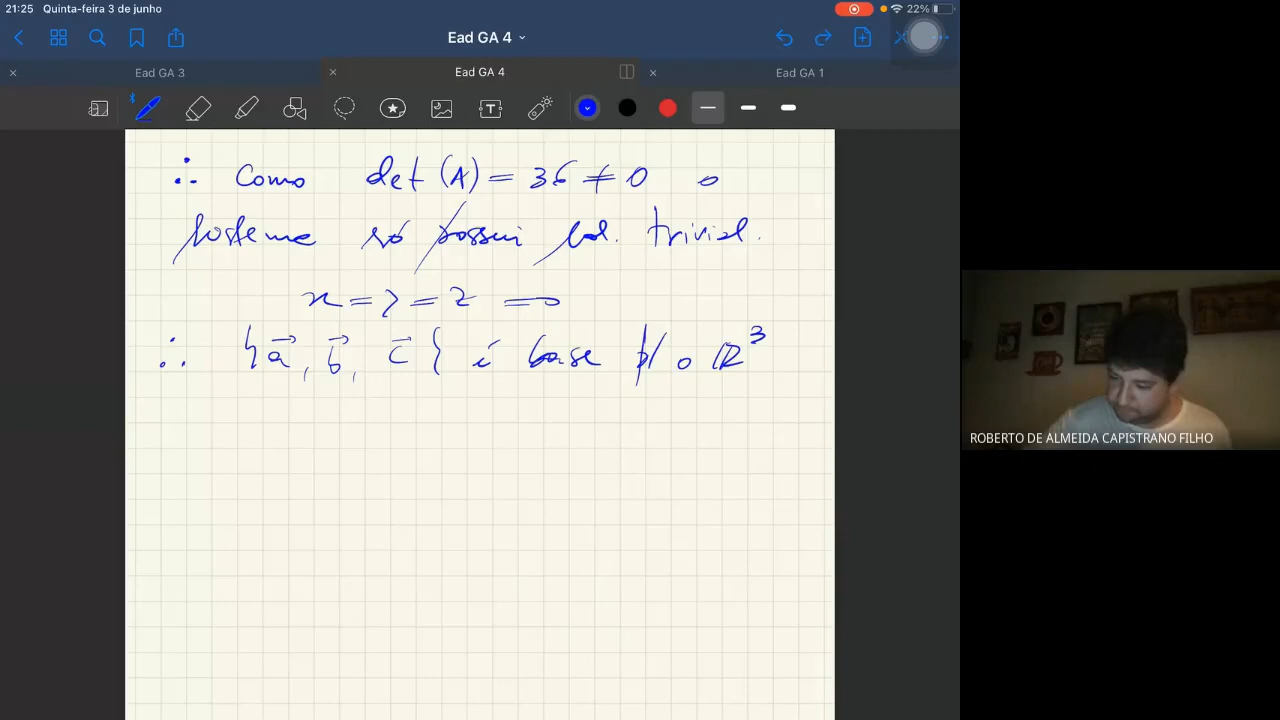 21:25 Quinta-feira 3 de junho
22%
Ead GA 4
Ead GA 3
Ead GA 4
Ead GA 1
∴ Como det (A) = 36 ≠ 0 o
sistema só possui sol. trivial.
x = y = z = 0
∴ {a⃗, b⃗, c⃗} é base p/ o ℝ³
ROBERTO DE ALMEIDA CAPISTRANO FILHO